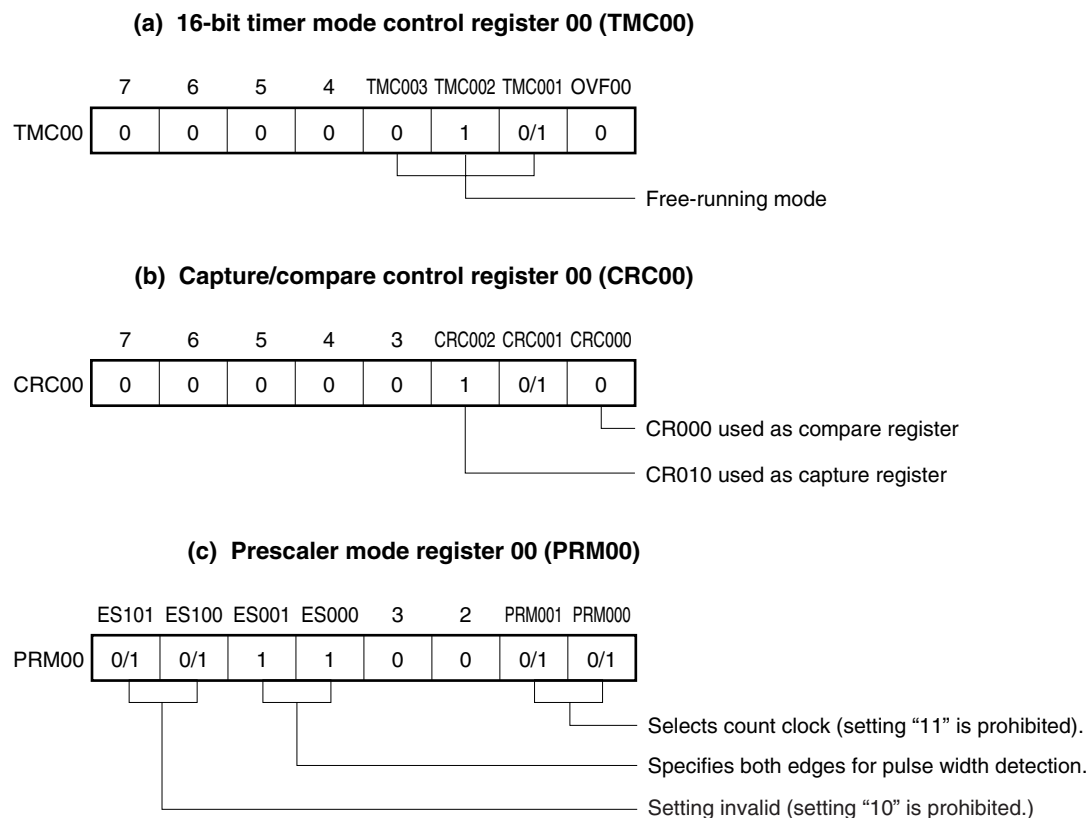 (a) 16-bit timer mode control register 00 (TMC00)
7 6 5 4 TMC003 TMC002 TMC001 OVF00
TMC00 0 0 0 0 0 1 0/1 0
Free-running mode
(b) Capture/compare control register 00 (CRC00)
7 6 5 4 3 CRC002 CRC001 CRC000
CRC00 0 0 0 0 0 1 0/1 0
CR000 used as compare register
CR010 used as capture register
(c) Prescaler mode register 00 (PRM00)
ES101 ES100 ES001 ES000 3 2 PRM001 PRM000
PRM00 0/1 0/1 1 1 0 0 0/1 0/1
Selects count clock (setting “11” is prohibited).
Specifies both edges for pulse width detection.
Setting invalid (setting “10” is prohibited.)